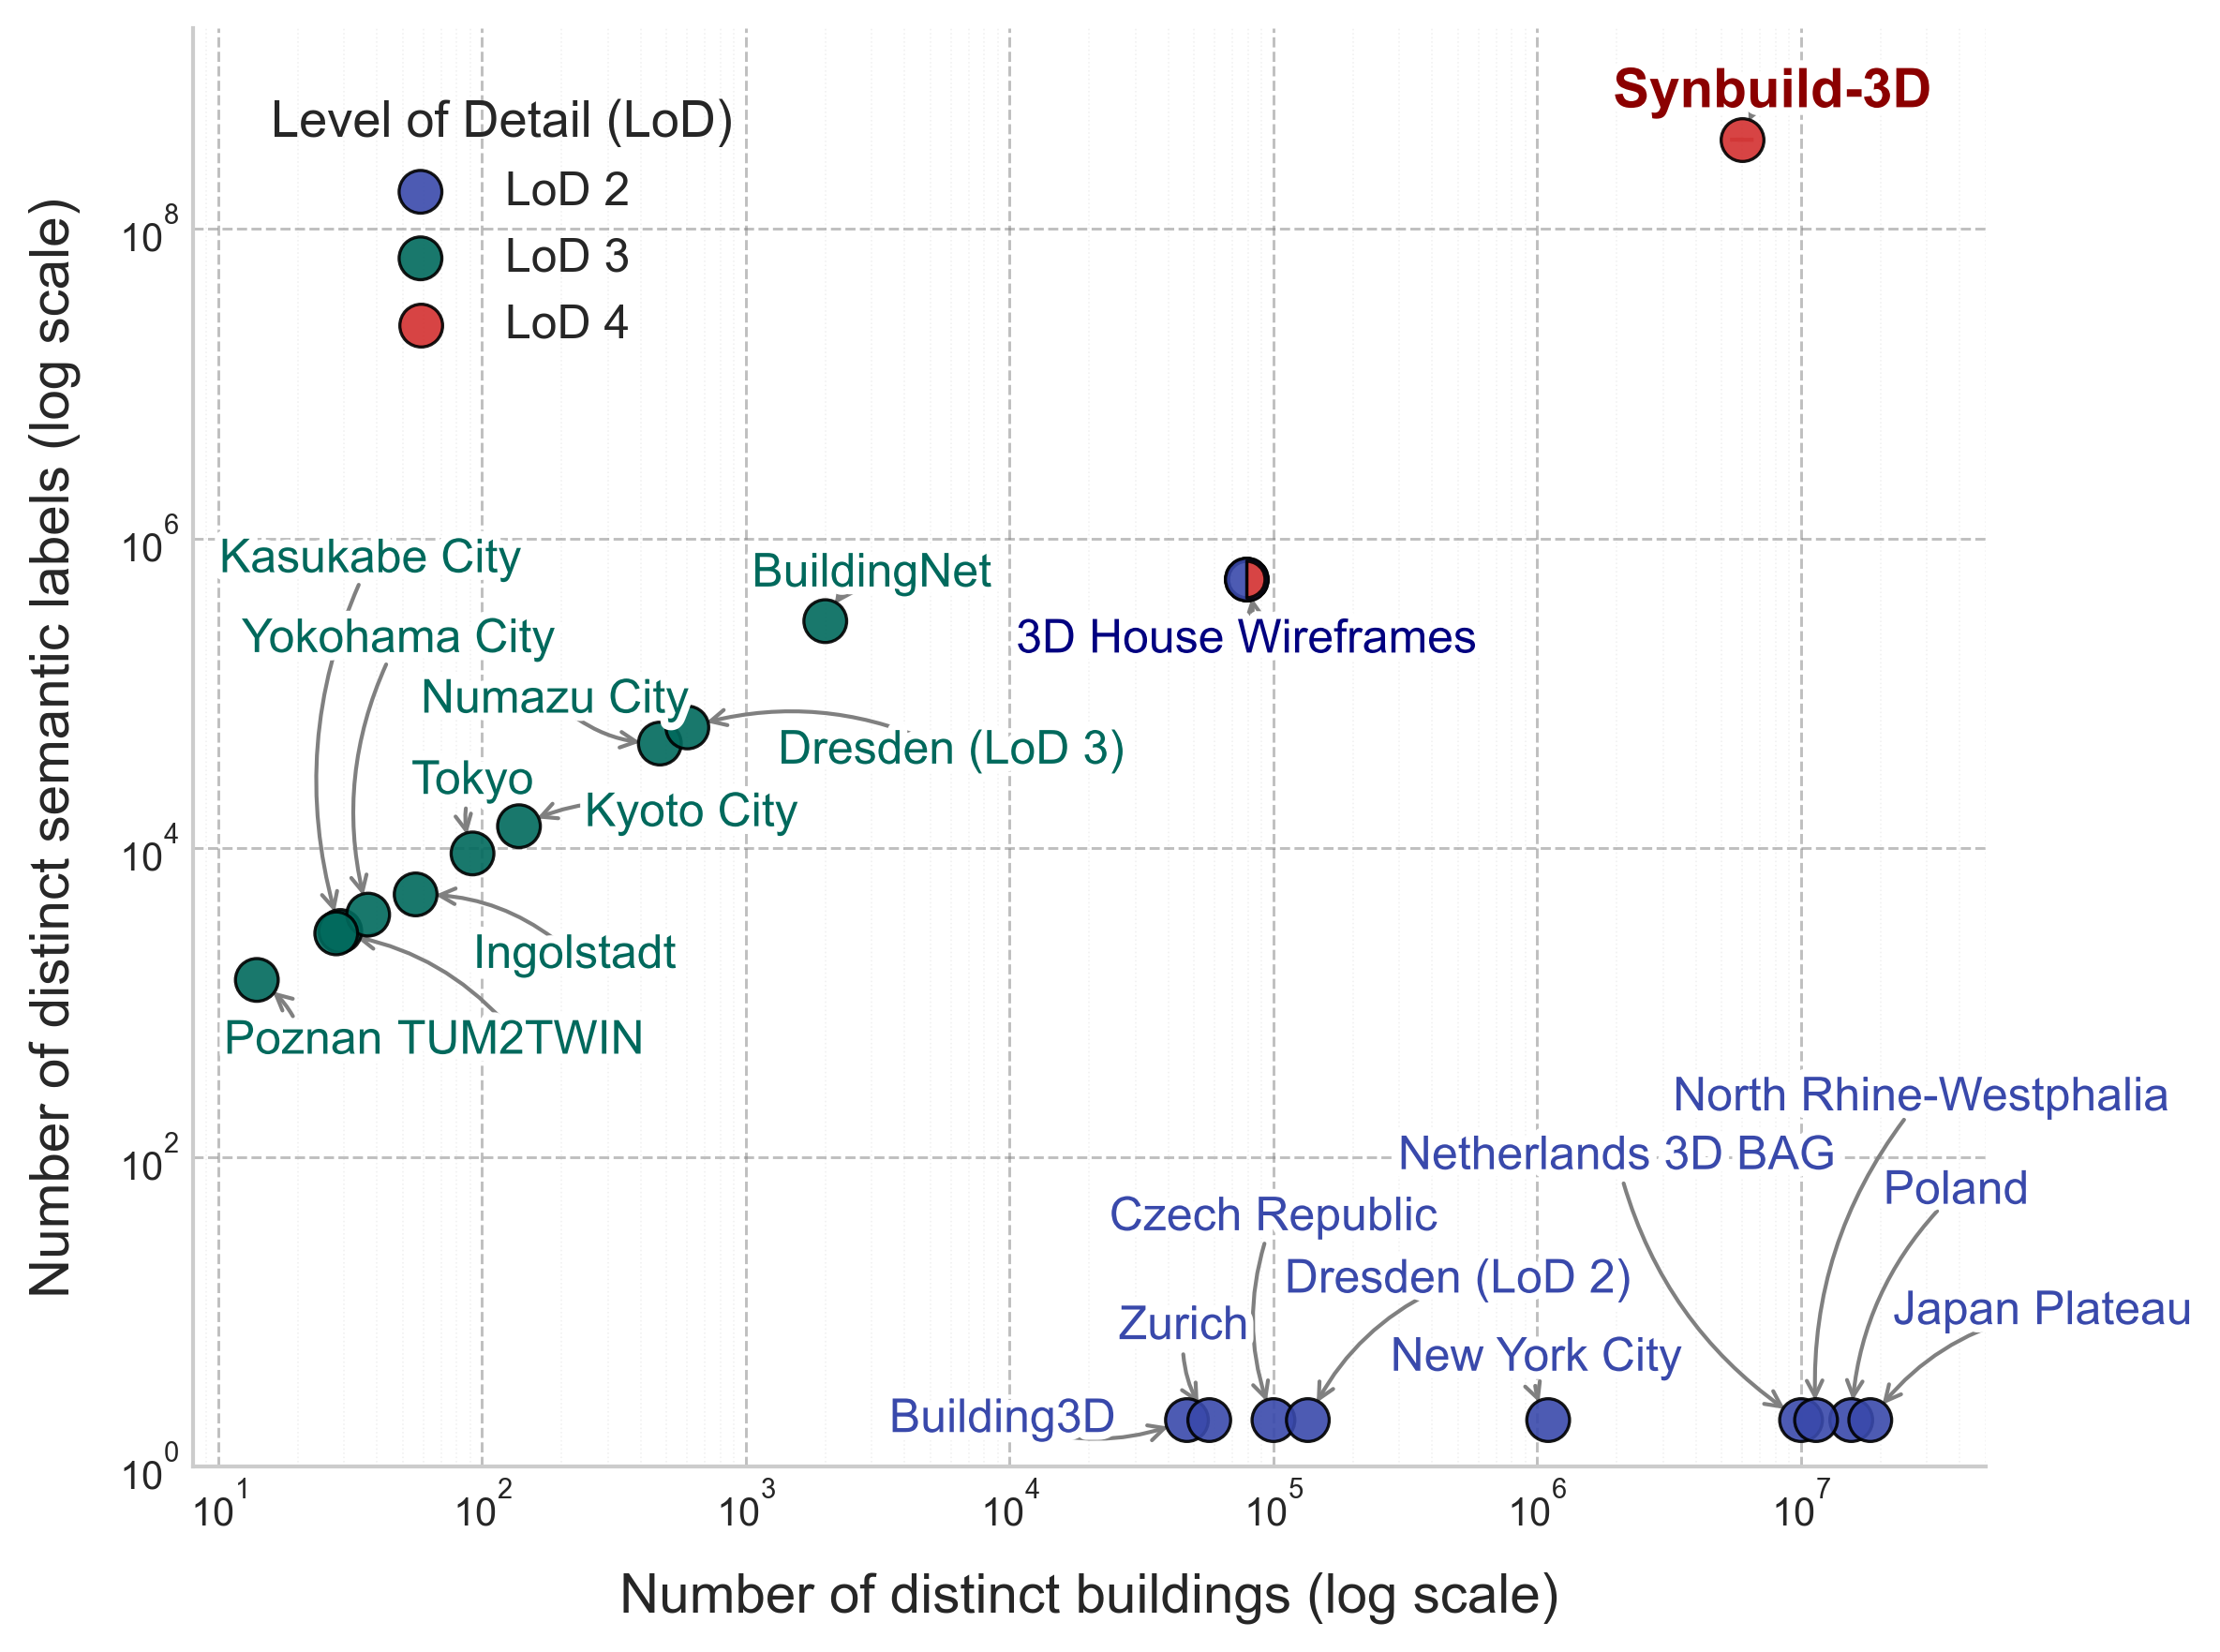 Synbuild-3D
Level of Detail (LoD)
LoD 2
LoD 3
LoD 4
Number of distinct semantic labels (log scale)
10^8
10^6
10^4
10^2
10^0
Kasukabe City
BuildingNet
Yokohama City
3D House Wireframes
Numazu City
Dresden (LoD 3)
Tokyo
Kyoto City
Ingolstadt
Poznan
TUM2TWIN
North Rhine-Westphalia
Netherlands 3D BAG
Poland
Czech Republic
Dresden (LoD 2)
Japan Plateau
Zurich
New York City
Building3D
10^1
10^2
10^3
10^4
10^5
10^6
10^7
Number of distinct buildings (log scale)